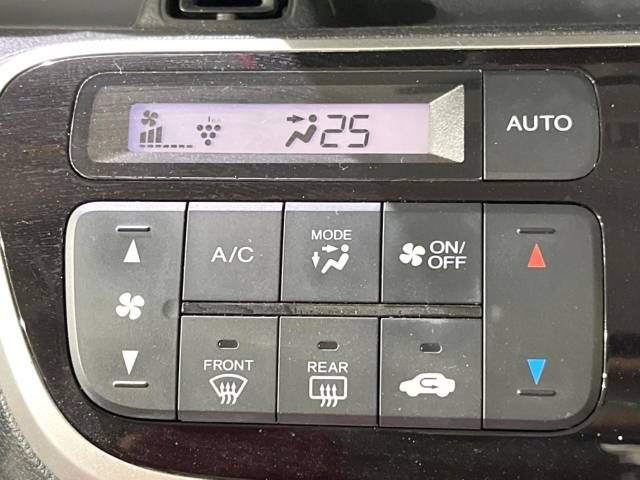 25
AUTO
A/C
MODE
ON/
OFF
FRONT
REAR